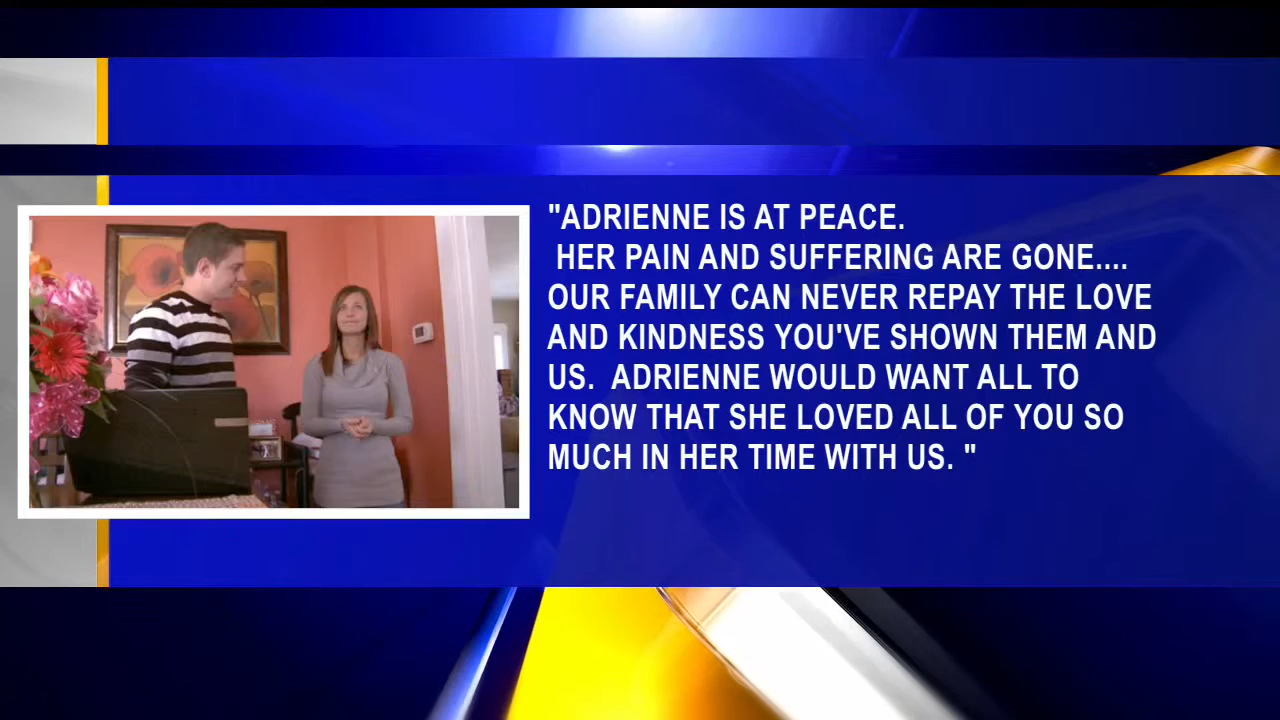 "ADRIENNE IS AT PEACE.
HER PAIN AND SUFFERING ARE GONE....
OUR FAMILY CAN NEVER REPAY THE LOVE
AND KINDNESS YOU'VE SHOWN THEM AND
US.  ADRIENNE WOULD WANT ALL TO
KNOW THAT SHE LOVED ALL OF YOU SO
MUCH IN HER TIME WITH US. "